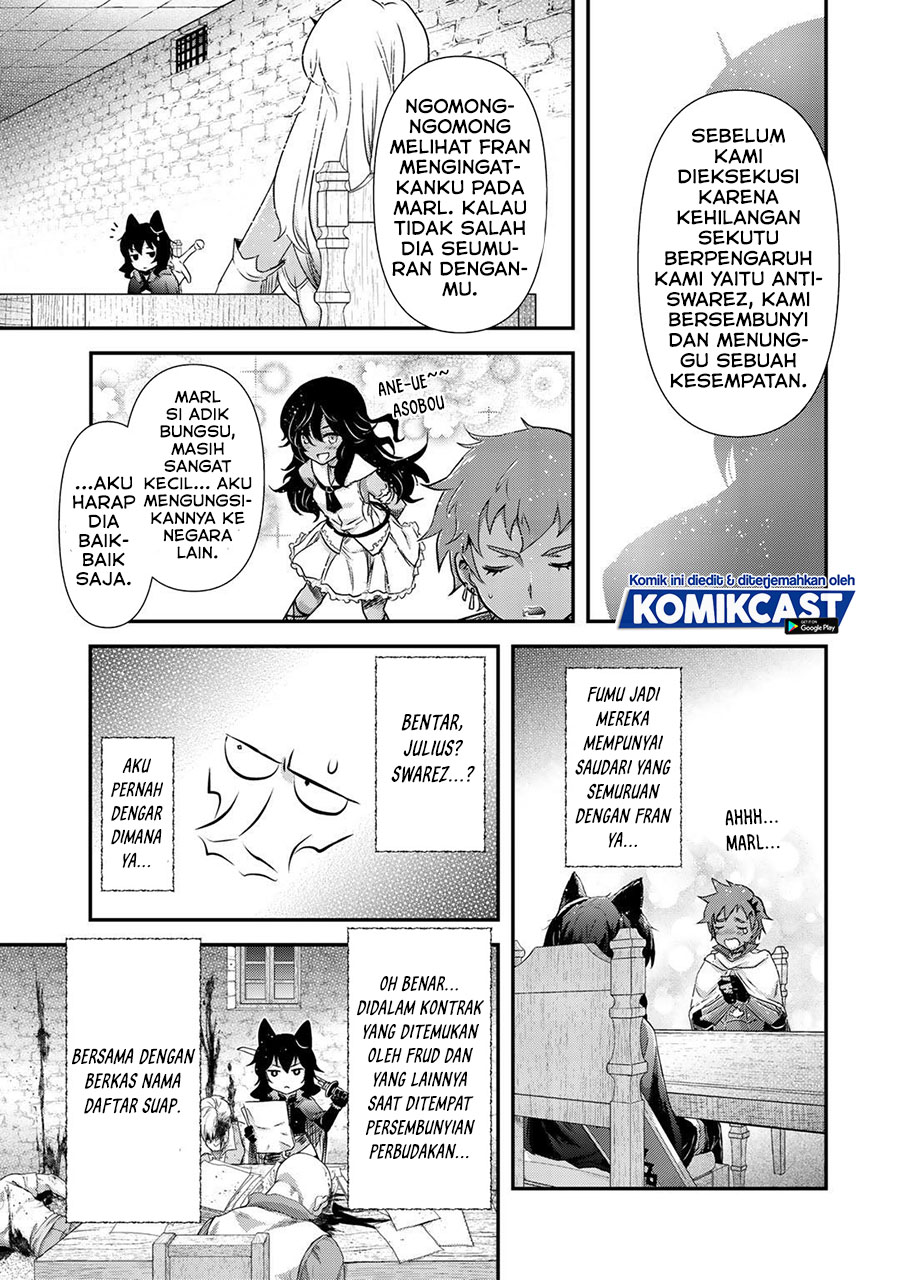 SEBELUM
KAMI
DIEKSEKUSI
KARENA
KEHILANGAN
SEKUTU
BERPENGARUH
KAMI YAITU ANTI-
SWAREZ, KAMI
BERSEMBUNYI
DAN MENUNG-
GU SEBUAH
KESEMPATAN.
NGOMONG-
NGOMONG
MELIHAT FRAN
MENGINGAT-
KANKU PADA
MARL. KALAU
TIDAK SALAH
DIA SEUMU-
RAN DENGAN-
MU.
ANE-UE~~
ASOBOU
MARL
SI ADIK
BUNGSU,
MASIH
SANGAT
KECIL... AKU
MENGUNGSI-
KANNYA KE
NEGARA
LAIN.
...AKU
HARAP
DIA
BAIK-
BAIK
SAJA.
Komik ini diedit & diterjemahkan oleh
KOMIKCAST
GET IT ON
Google Play
FUMU JADI
MEREKA
MEMPUNYAI
SAUDARI YANG
SEMURUAN
DENGAN FRAN
YA...
AHHH...
MARL...
BENTAR,
JULIUS?
SWAREZ...?
AKU
PERNAH
DENGAR
DIMANA
YA...
OH BENAR...
DIDALAM KONTRAK
YANG DITEMUKAN
OLEH FRUD DAN
YANG LAINNYA
SAAT DITEMPAT
PERSEMBUNYIAN
PERBUDAKAN...
BERSAMA DENGAN
BERKAS NAMA
DAFTAR SUAP.